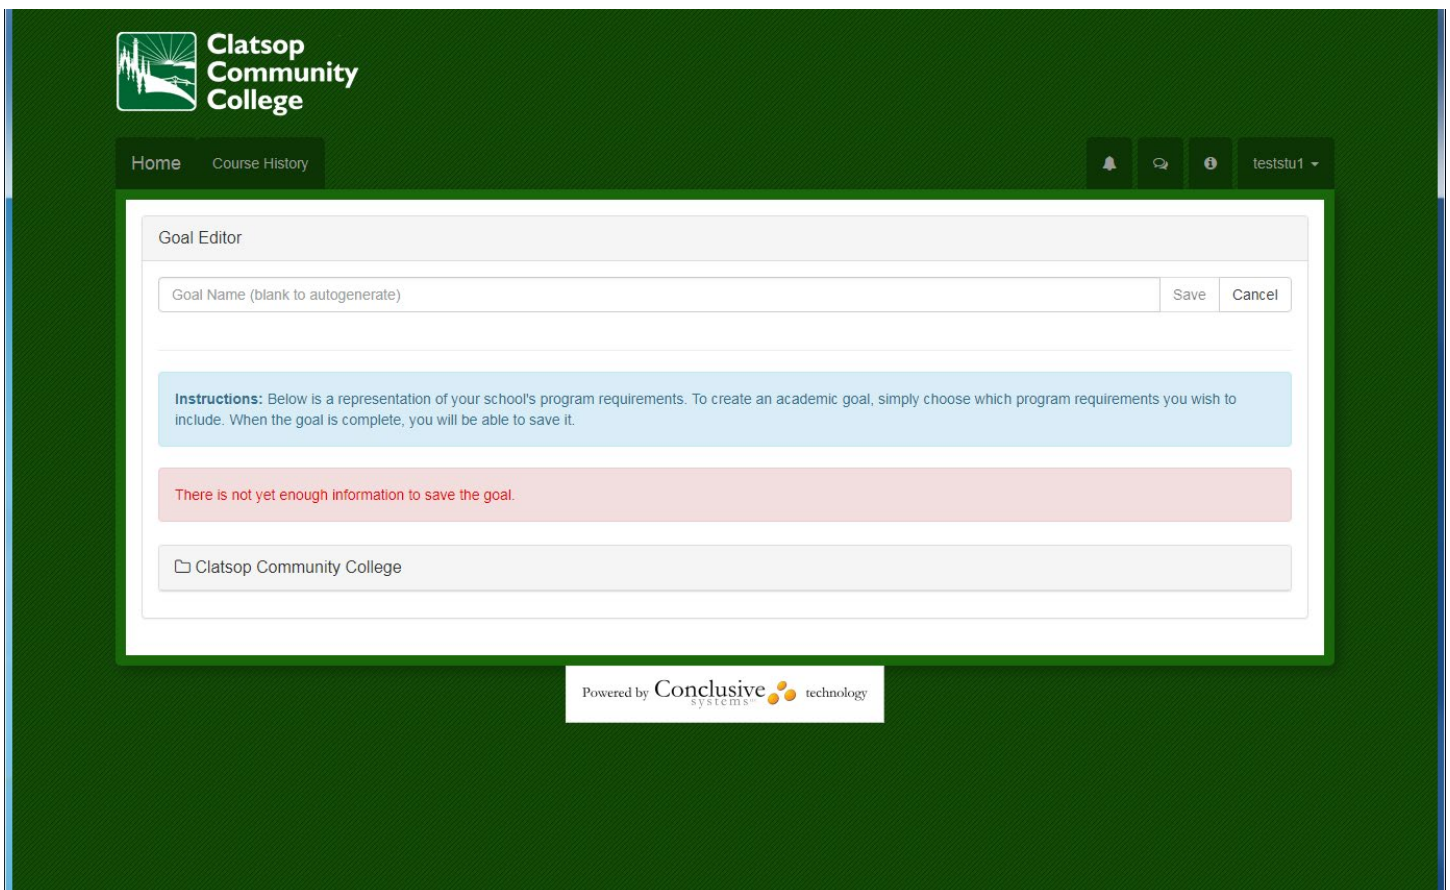 Clatsop
Community
College
Home Course History teststu1
Goal Editor
Goal Name (blank to autogenerate) Save Cancel
Instructions: Below is a representation of your school's program requirements. To create an academic goal, simply choose which program requirements you wish to
include. When the goal is complete, you will be able to save it.
There is not yet enough information to save the goal.
Clatsop Community College
Powered by Conclusive systems technology